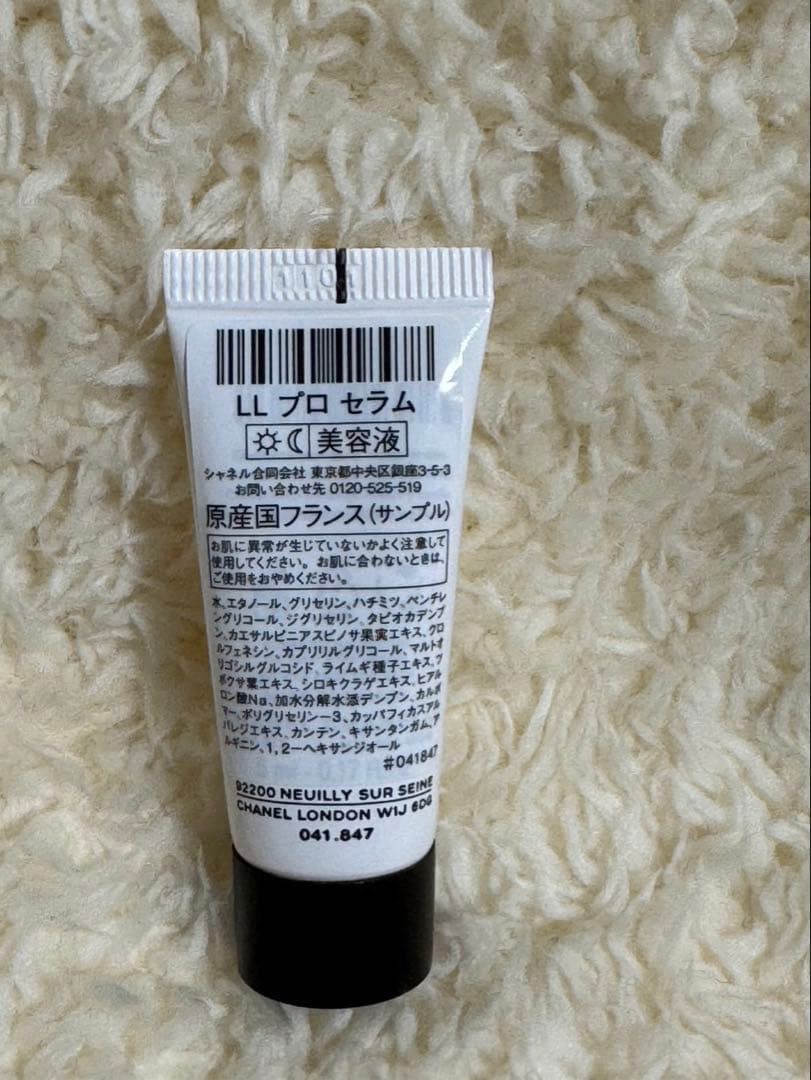 1101
LL プロ セラム
美容液
シャネル合同会社 東京都中央区銀座3-5-3
お問い合わせ先 0120-525-519
原産国フランス(サンプル)
お肌に異常が生じていないかよく注意して
使用してください。お肌に合わないときは、
ご使用をおやめください。
水、エタノール、グリセリン、ハチミツ、ペンチレ
ングリコール、ジグリセリン、タピオカデンプ
ン、カエサルピニアスピノサ果実エキス、クロ
ルフェネシン、カプリリルグリコール、マルトオ
リゴシルグルコシド、ライムギ種子エキス、ツ
ボクサ葉エキス、シロキクラゲエキス、ヒアル
ロン酸Na、加水分解水添デンプン、カルボ
マー、ポリグリセリン-3、カッパフィカスアル
バレジエキス、カンテン、キサンタンガム、ア
ルギニン、1,2-ヘキサンジオール
#041847
92200 NEUILLY SUR SEINE
CHANEL LONDON W1J 6DG
041.847